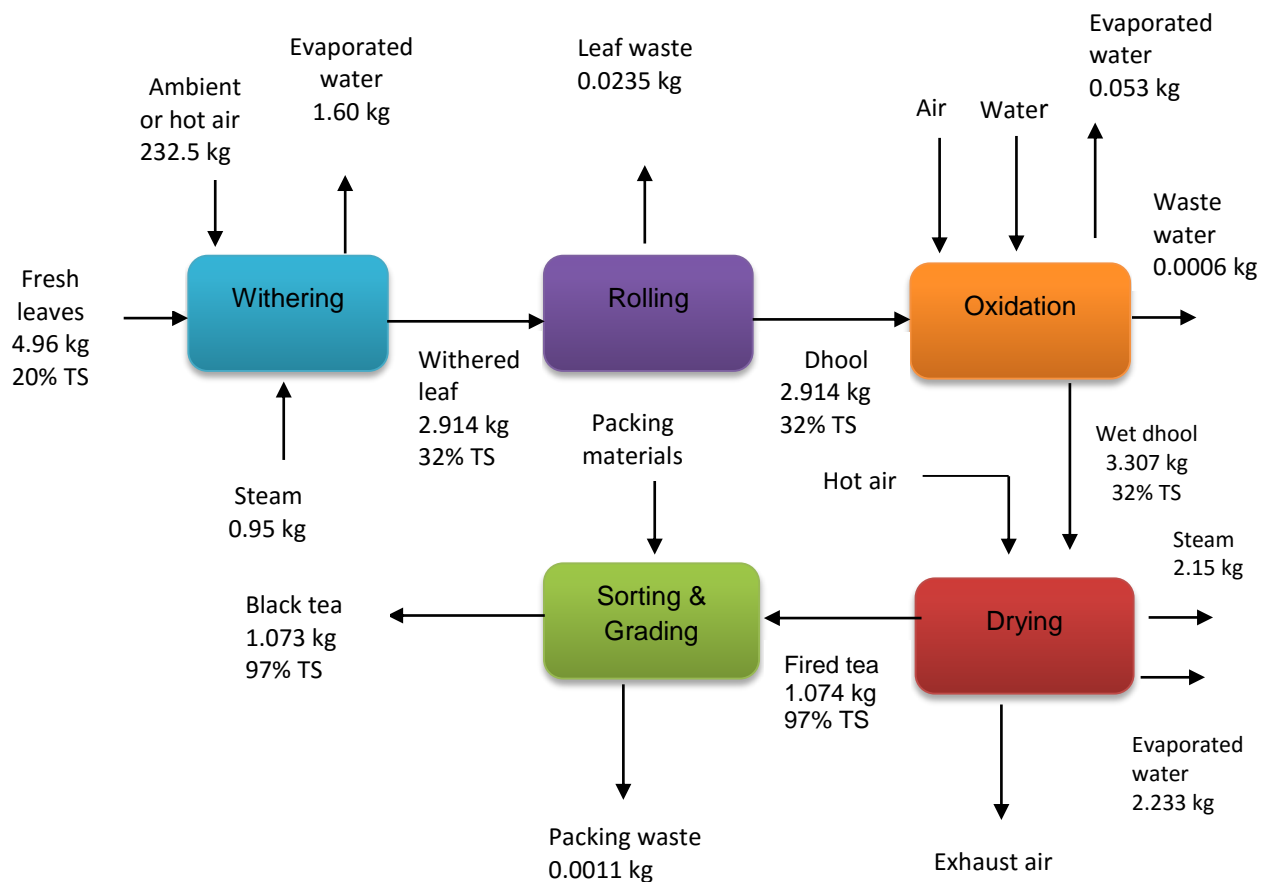 Ambient
or hot air
232.5 kg
Evaporated
water
1.60 kg
Leaf waste
0.0235 kg
Air
Water
Evaporated
water
0.053 kg
Waste
water
0.0006 kg
Fresh
leaves
4.96 kg
20% TS
Withering
Rolling
Oxidation
Steam
0.95 kg
Withered
leaf
2.914 kg
32% TS
Dhool
2.914 kg
32% TS
Wet dhool
3.307 kg
32% TS
Packing
materials
Hot air
Steam
2.15 kg
Black tea
1.073 kg
97% TS
Sorting &
Grading
Fired tea
1.074 kg
97% TS
Drying
Evaporated
water
2.233 kg
Packing waste
0.0011 kg
Exhaust air